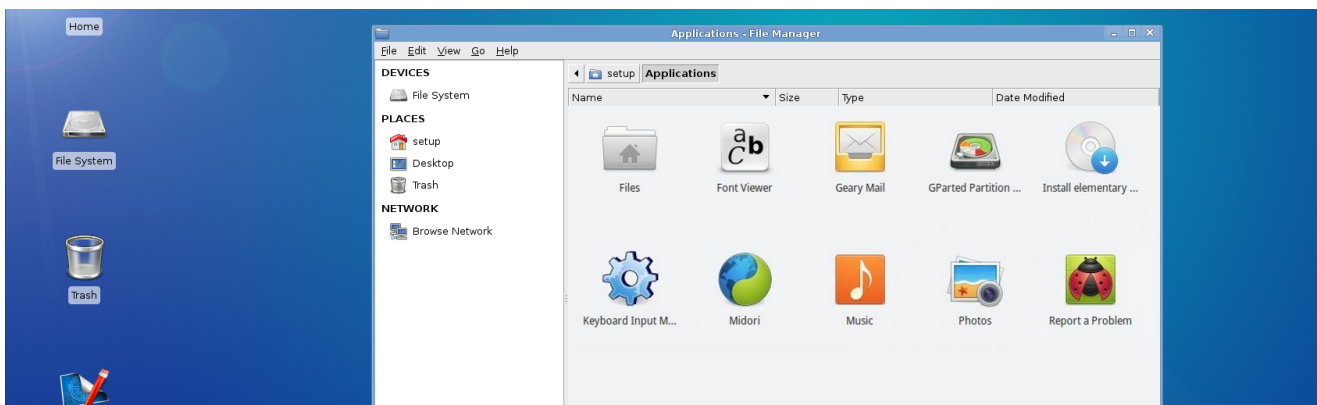 Home
File System
Trash
Applications - File Manager
File Edit View Go Help
DEVICES
File System
PLACES
setup
Desktop
Trash
NETWORK
Browse Network
setup Applications
Name Size Type Date Modified
a b C
Files Font Viewer Geary Mail GParted Partition ... Install elementary ...
Keyboard Input M... Midori Music Photos Report a Problem